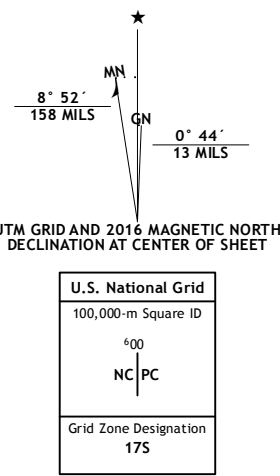 ★
MN
GN
8° 52´
158 MILS
0° 44´
13 MILS
UTM GRID AND 2016 MAGNETIC NORTH
DECLINATION AT CENTER OF SHEET
U.S. National Grid
100,000-m Square ID
⁶00
NC PC
Grid Zone Designation
17S